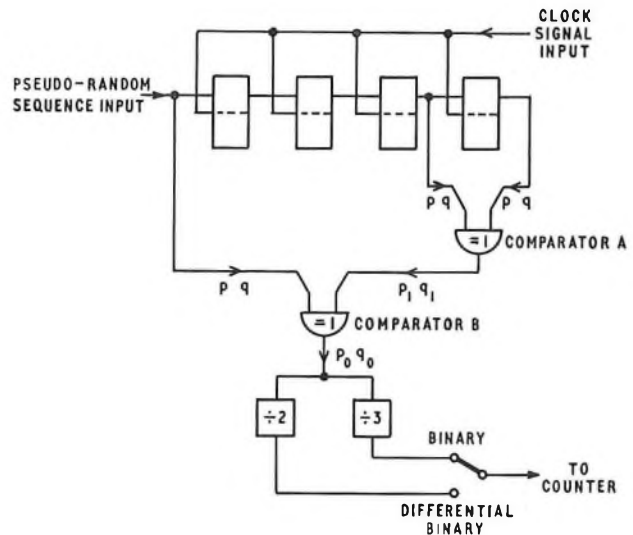 CLOCK
SIGNAL
INPUT
PSEUDO-RANDOM
SEQUENCE INPUT
p q
p q
=1
COMPARATOR A
p q
p₁ q₁
=1
COMPARATOR B
p₀ q₀
÷2
÷3
BINARY
TO
COUNTER
DIFFERENTIAL
BINARY